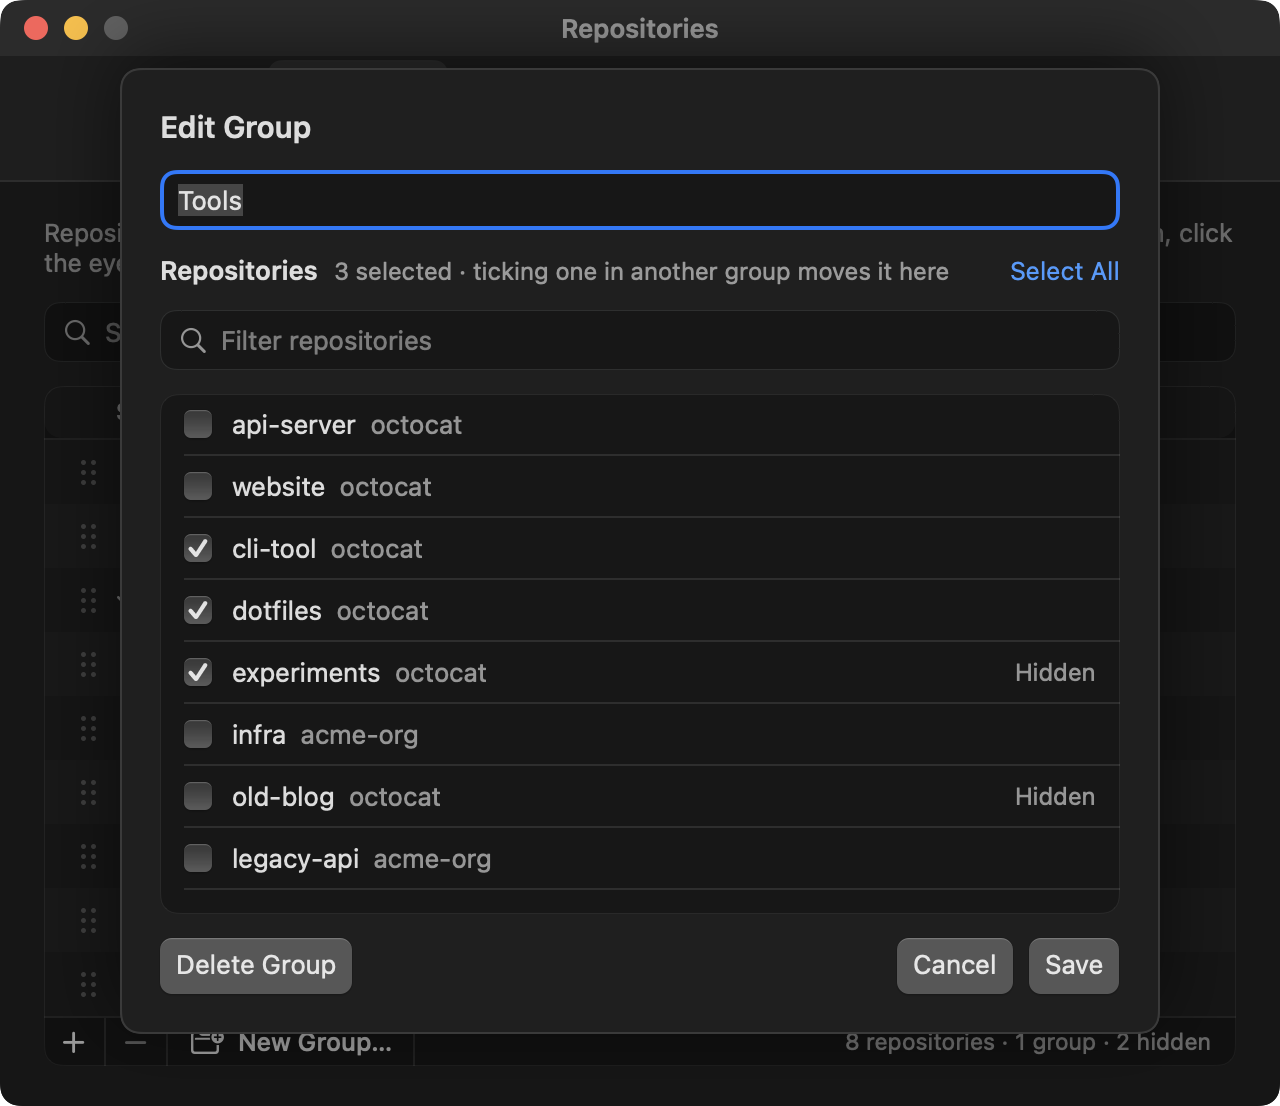 Repositories
Edit Group
Tools
click
the
Repositories 3 selected · ticking one in another group moves it here Select All
Filter repositories
api-server octocat
website octocat
cli-tool octocat
dotfiles octocat
experiments octocat Hidden
infra acme-org
old-blog octocat Hidden
legacy-api acme-org
Delete Group Cancel Save
New Group... 8 repositories · 1 group · 2 hidden